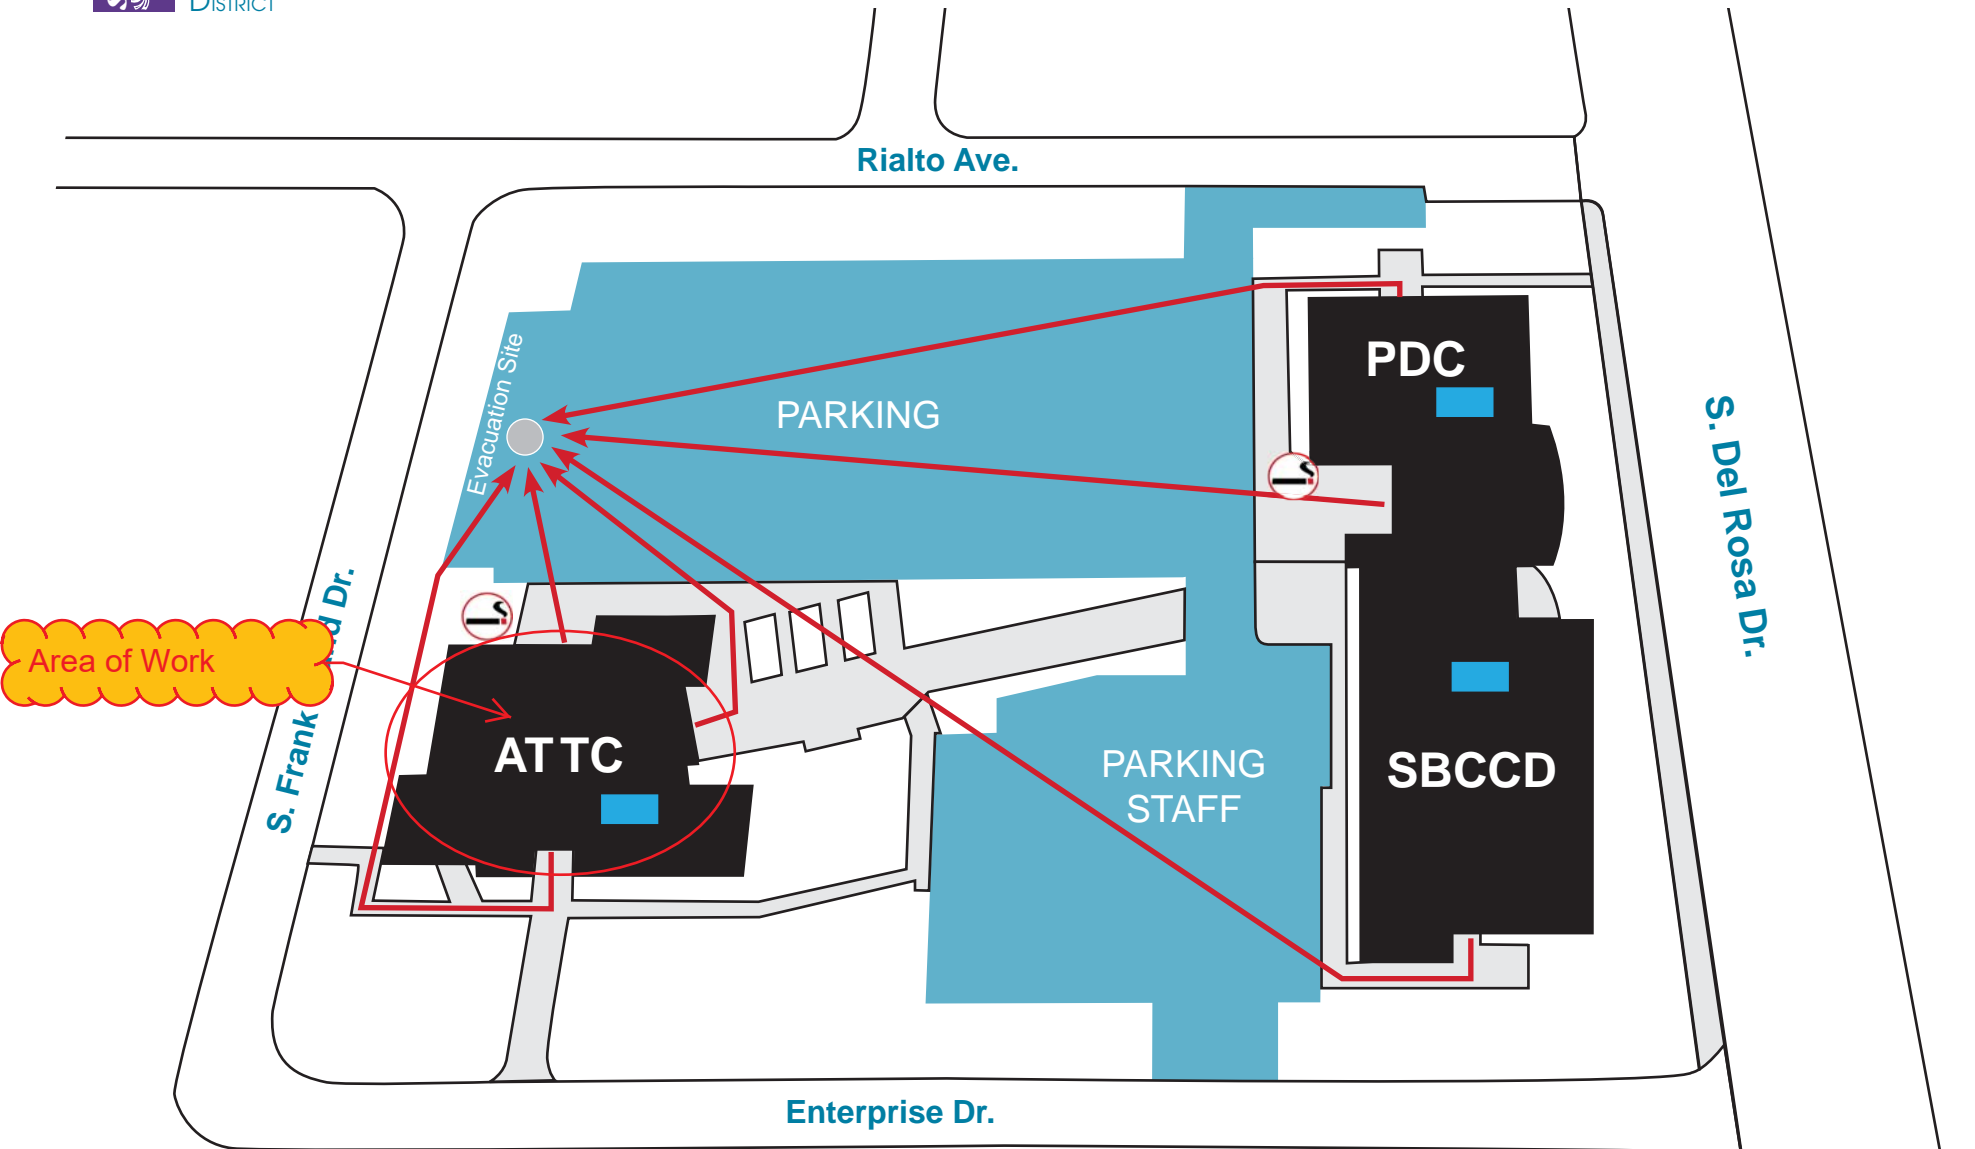 DISTRICT
Rialto Ave.
Evacuation Site
PARKING
PDC
S. Del Rosa Dr.
Area of Work
S. Frank
nd Dr.
ATTC
PARKING
STAFF
SBCCD
Enterprise Dr.